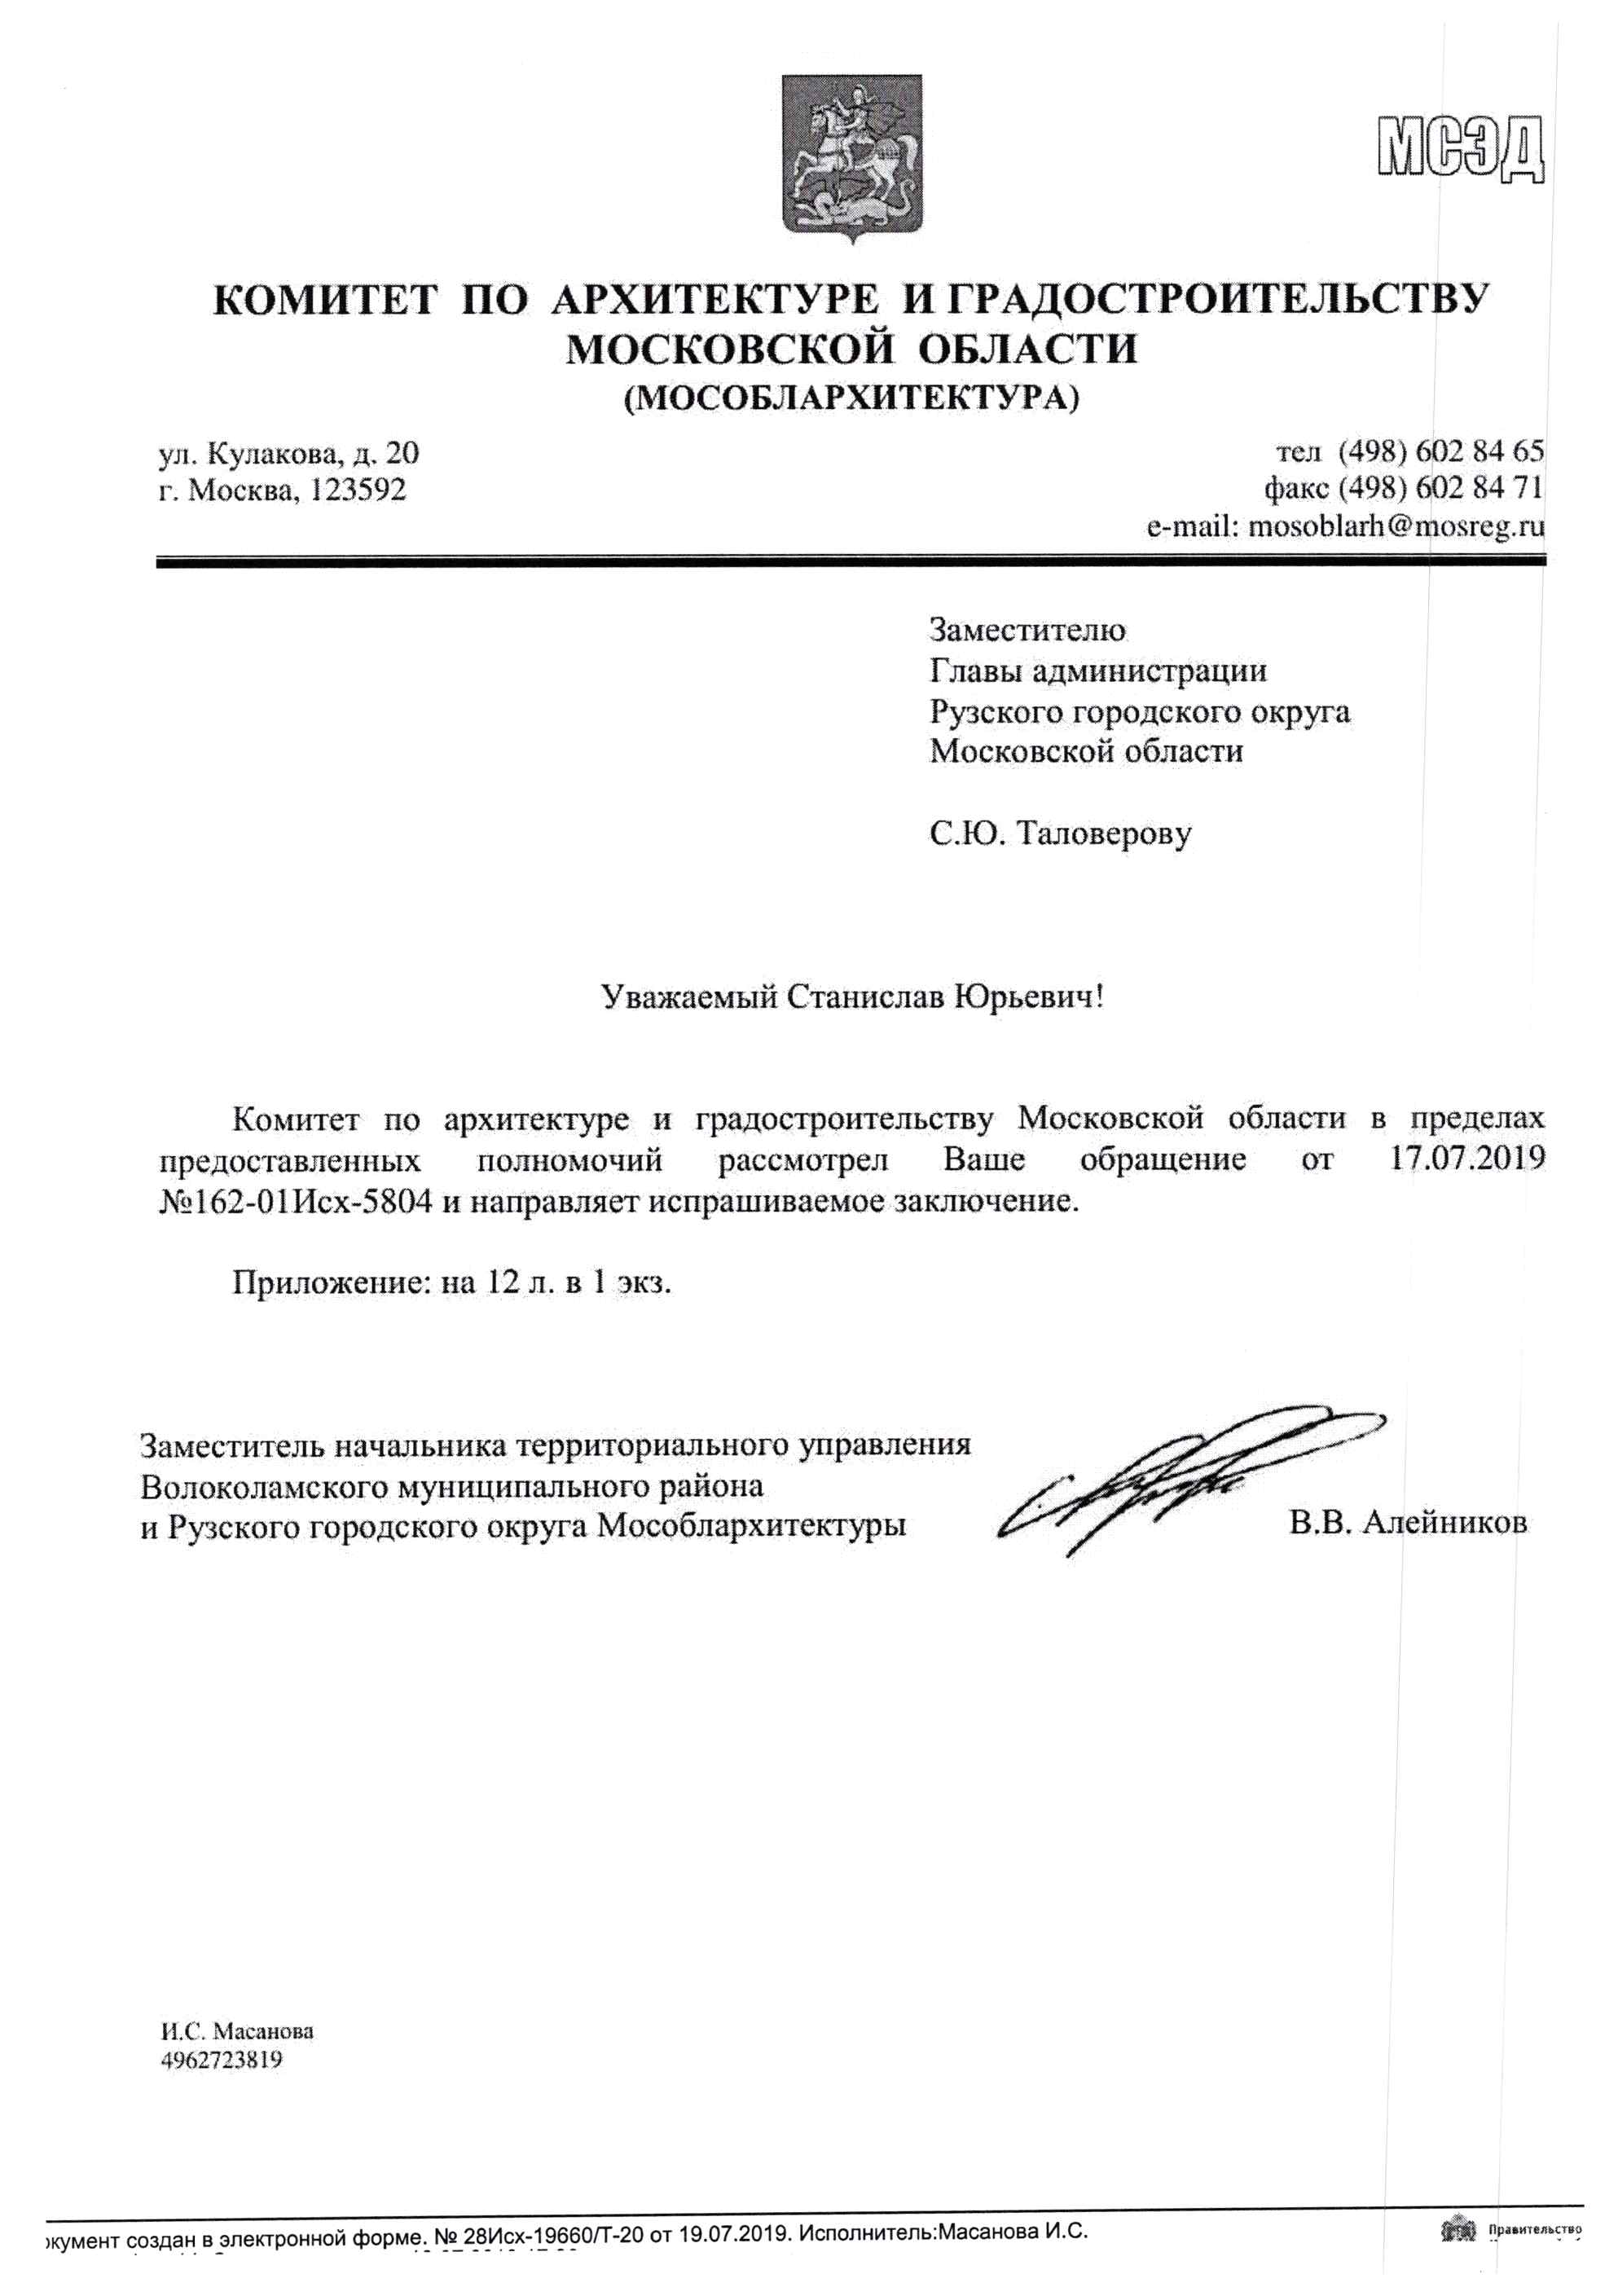 МСЭД
КОМИТЕТ ПО АРХИТЕКТУРЕ И ГРАДОСТРОИТЕЛЬСТВУ
МОСКОВСКОЙ ОБЛАСТИ
(МОСОБЛАРХИТЕКТУРА)
ул. Кулакова, д. 20
г. Москва, 123592
тел (498) 602 84 65
факс (498) 602 84 71
e-mail: mosoblarh@mosreg.ru
Заместителю
Главы администрации
Рузского городского округа
Московской области
С.Ю. Таловерову
Уважаемый Станислав Юрьевич!
Комитет по архитектуре и градостроительству Московской области в пределах
предоставленных полномочий рассмотрел Ваше обращение от 17.07.2019
№162-01Исх-5804 и направляет испрашиваемое заключение.
Приложение: на 12 л. в 1 экз.
Заместитель начальника территориального управления
Волоколамского муниципального района
и Рузского городского округа Мособлархитектуры
В.В. Алейников
И.С. Масанова
4962723819
кумент создан в электронной форме. № 28Исх-19660/Т-20 от 19.07.2019. Исполнитель:Масанова И.С.
Правительство